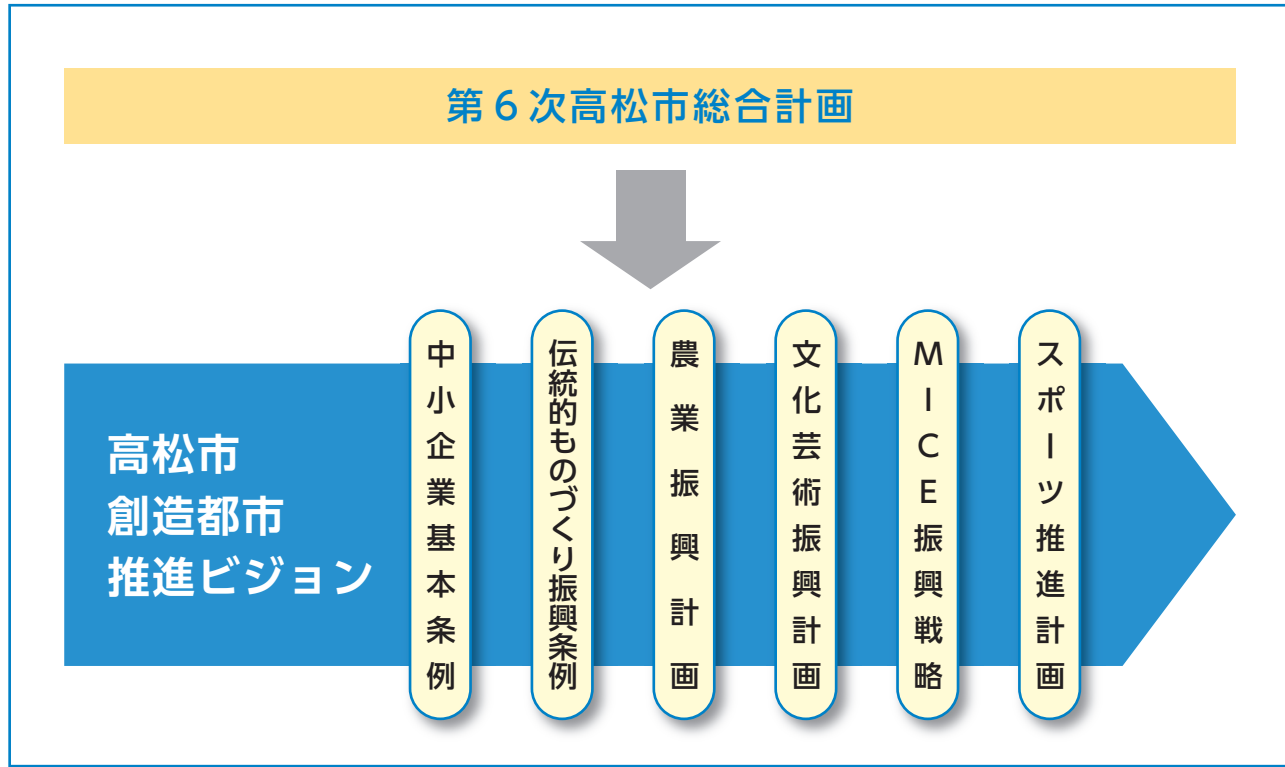 第6次高松市総合計画
高松市
創造都市
推進ビジョン
中小企業基本条例
伝統的ものづくり振興条例
農業振興計画
文化芸術振興計画
MICE振興戦略
スポーツ推進計画